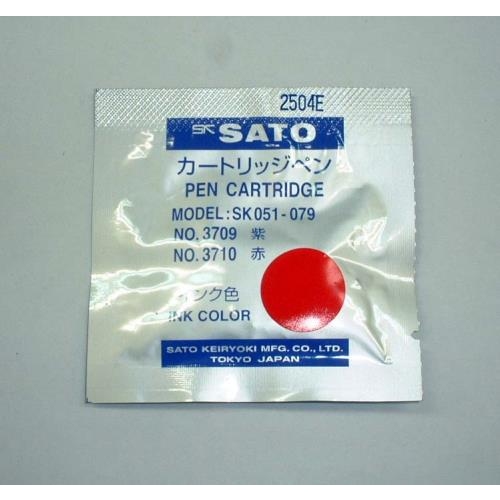 2504E
SK SATO
カートリッジペン
PEN CARTRIDGE
MODEL:SK051-079
NO.3709 紫
NO.3710 赤
インク色
INK COLOR
SATO KEIRYOKI MFG. CO., LTD.
TOKYO JAPAN